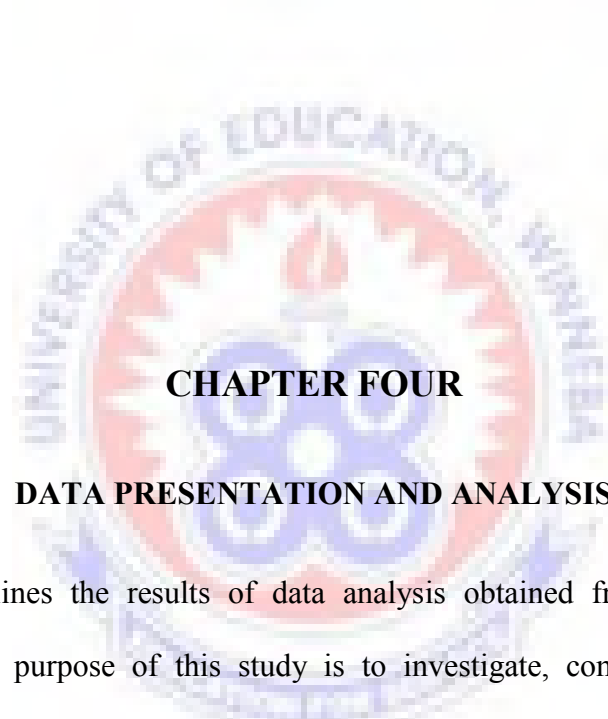 UNIVERSITY OF EDUCATION, WINNEBA
CHAPTER FOUR
DATA PRESENTATION AND ANALYSIS
the results of data analysis obtained
purpose of this study is to investigate,